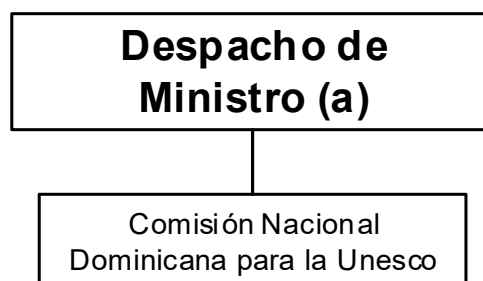 Despacho de
Ministro (a)
Comisión Nacional
Dominicana para la Unesco